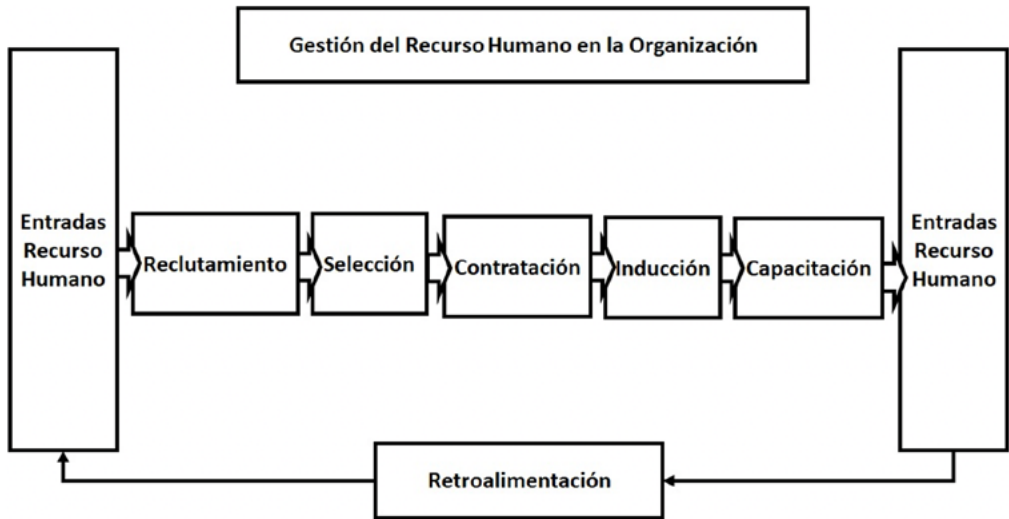 Gestión del Recurso Humano en la Organización
Entradas
Recurso
Humano
Reclutamiento
Selección
Contratación
Inducción
Capacitación
Entradas
Recurso
Humano
Retroalimentación